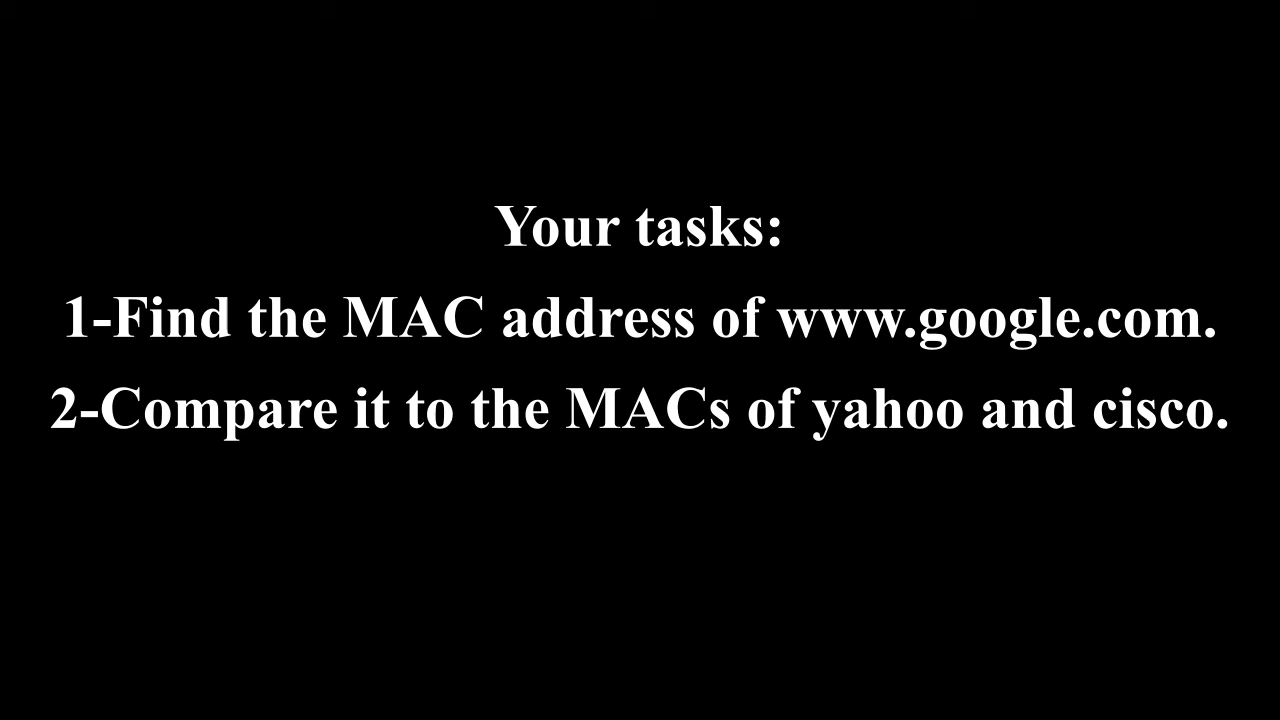 Your tasks:
1-Find the MAC address of www.google.com.
2-Compare it to the MACs of yahoo and cisco.